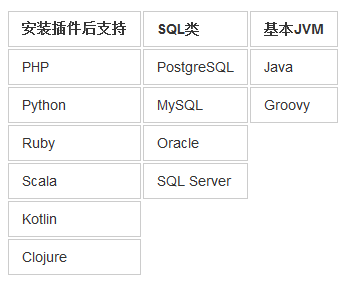 安装插件后支持 SQL类 基本JVM
PHP PostgreSQL Java
Python MySQL Groovy
Ruby Oracle
Scala SQL Server
Kotlin
Clojure